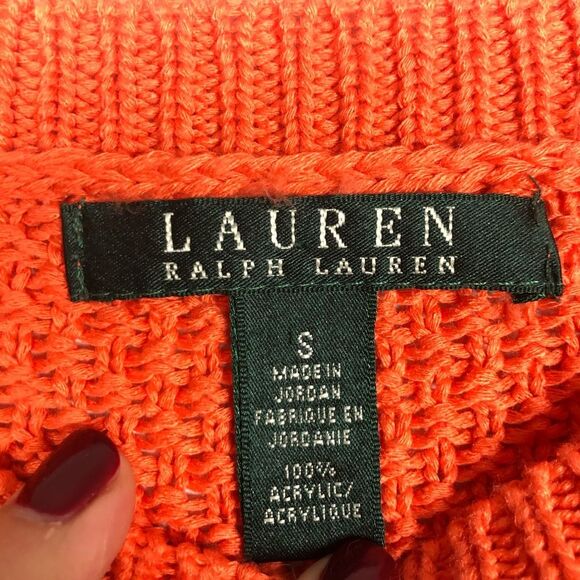 LAUREN
RALPH LAUREN
S
MADE IN
JORDAN
FABRIQUE EN
JORDANIE
100%
ACRYLIC/
ACRYLIQUE